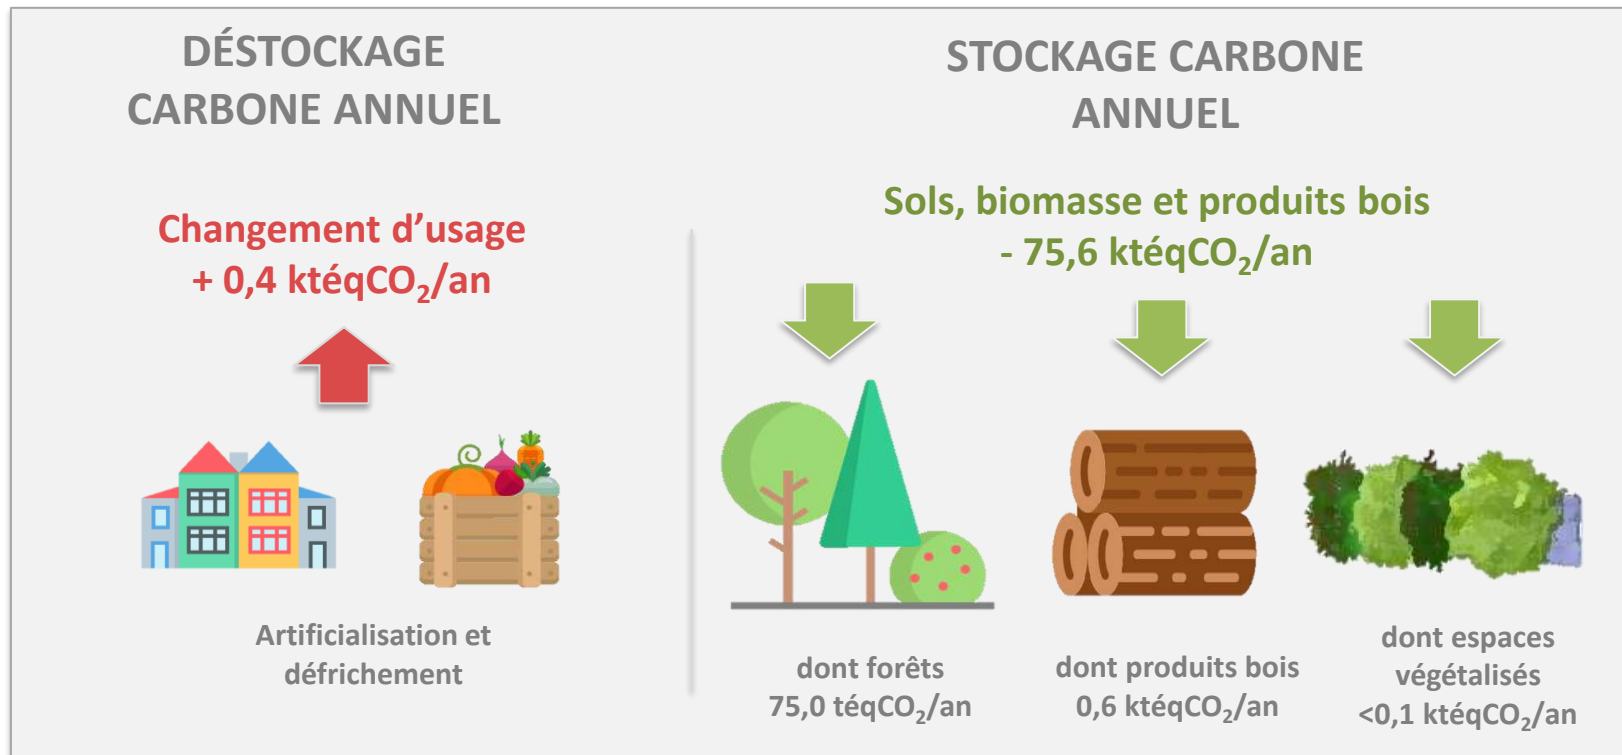 DÉSTOCKAGE
CARBONE ANNUEL
Changement d’usage
+ 0,4 ktéqCO₂/an
Artificialisation et
défrichement
STOCKAGE CARBONE
ANNUEL
Sols, biomasse et produits bois
- 75,6 ktéqCO₂/an
dont forêts
75,0 téqCO₂/an
dont produits bois
0,6 ktéqCO₂/an
dont espaces
végétalisés
<0,1 ktéqCO₂/an